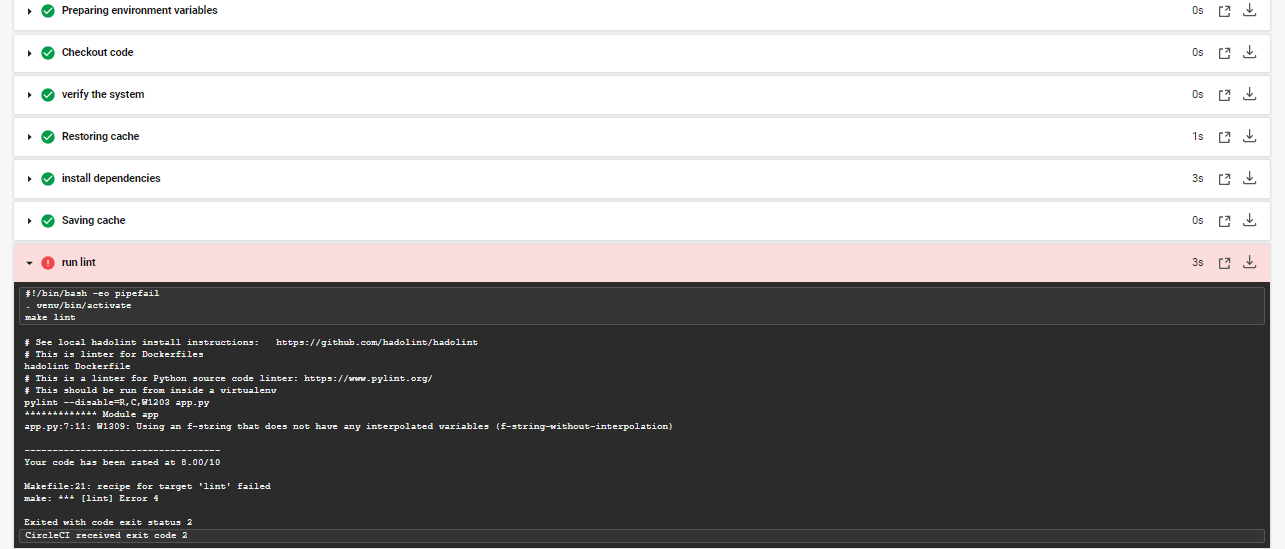 Preparing environment variables 0s
Checkout code 0s
verify the system 0s
Restoring cache 1s
install dependencies 3s
Saving cache 0s
run lint 3s
#!/bin/bash -eo pipefail
. venv/bin/activate
make lint
# See local hadolint install instructions:   https://github.com/hadolint/hadolint
# This is linter for Dockerfiles
hadolint Dockerfile
# This is a linter for Python source code linter: https://www.pylint.org/
# This should be run from inside a virtualenv
pylint --disable=R,C,W1203 app.py
************* Module app
app.py:7:11: W1309: Using an f-string that does not have any interpolated variables (f-string-without-interpolation)
-----------------------------------
Your code has been rated at 8.00/10
Makefile:21: recipe for target 'lint' failed
make: *** [lint] Error 4
Exited with code exit status 2
CircleCI received exit code 2